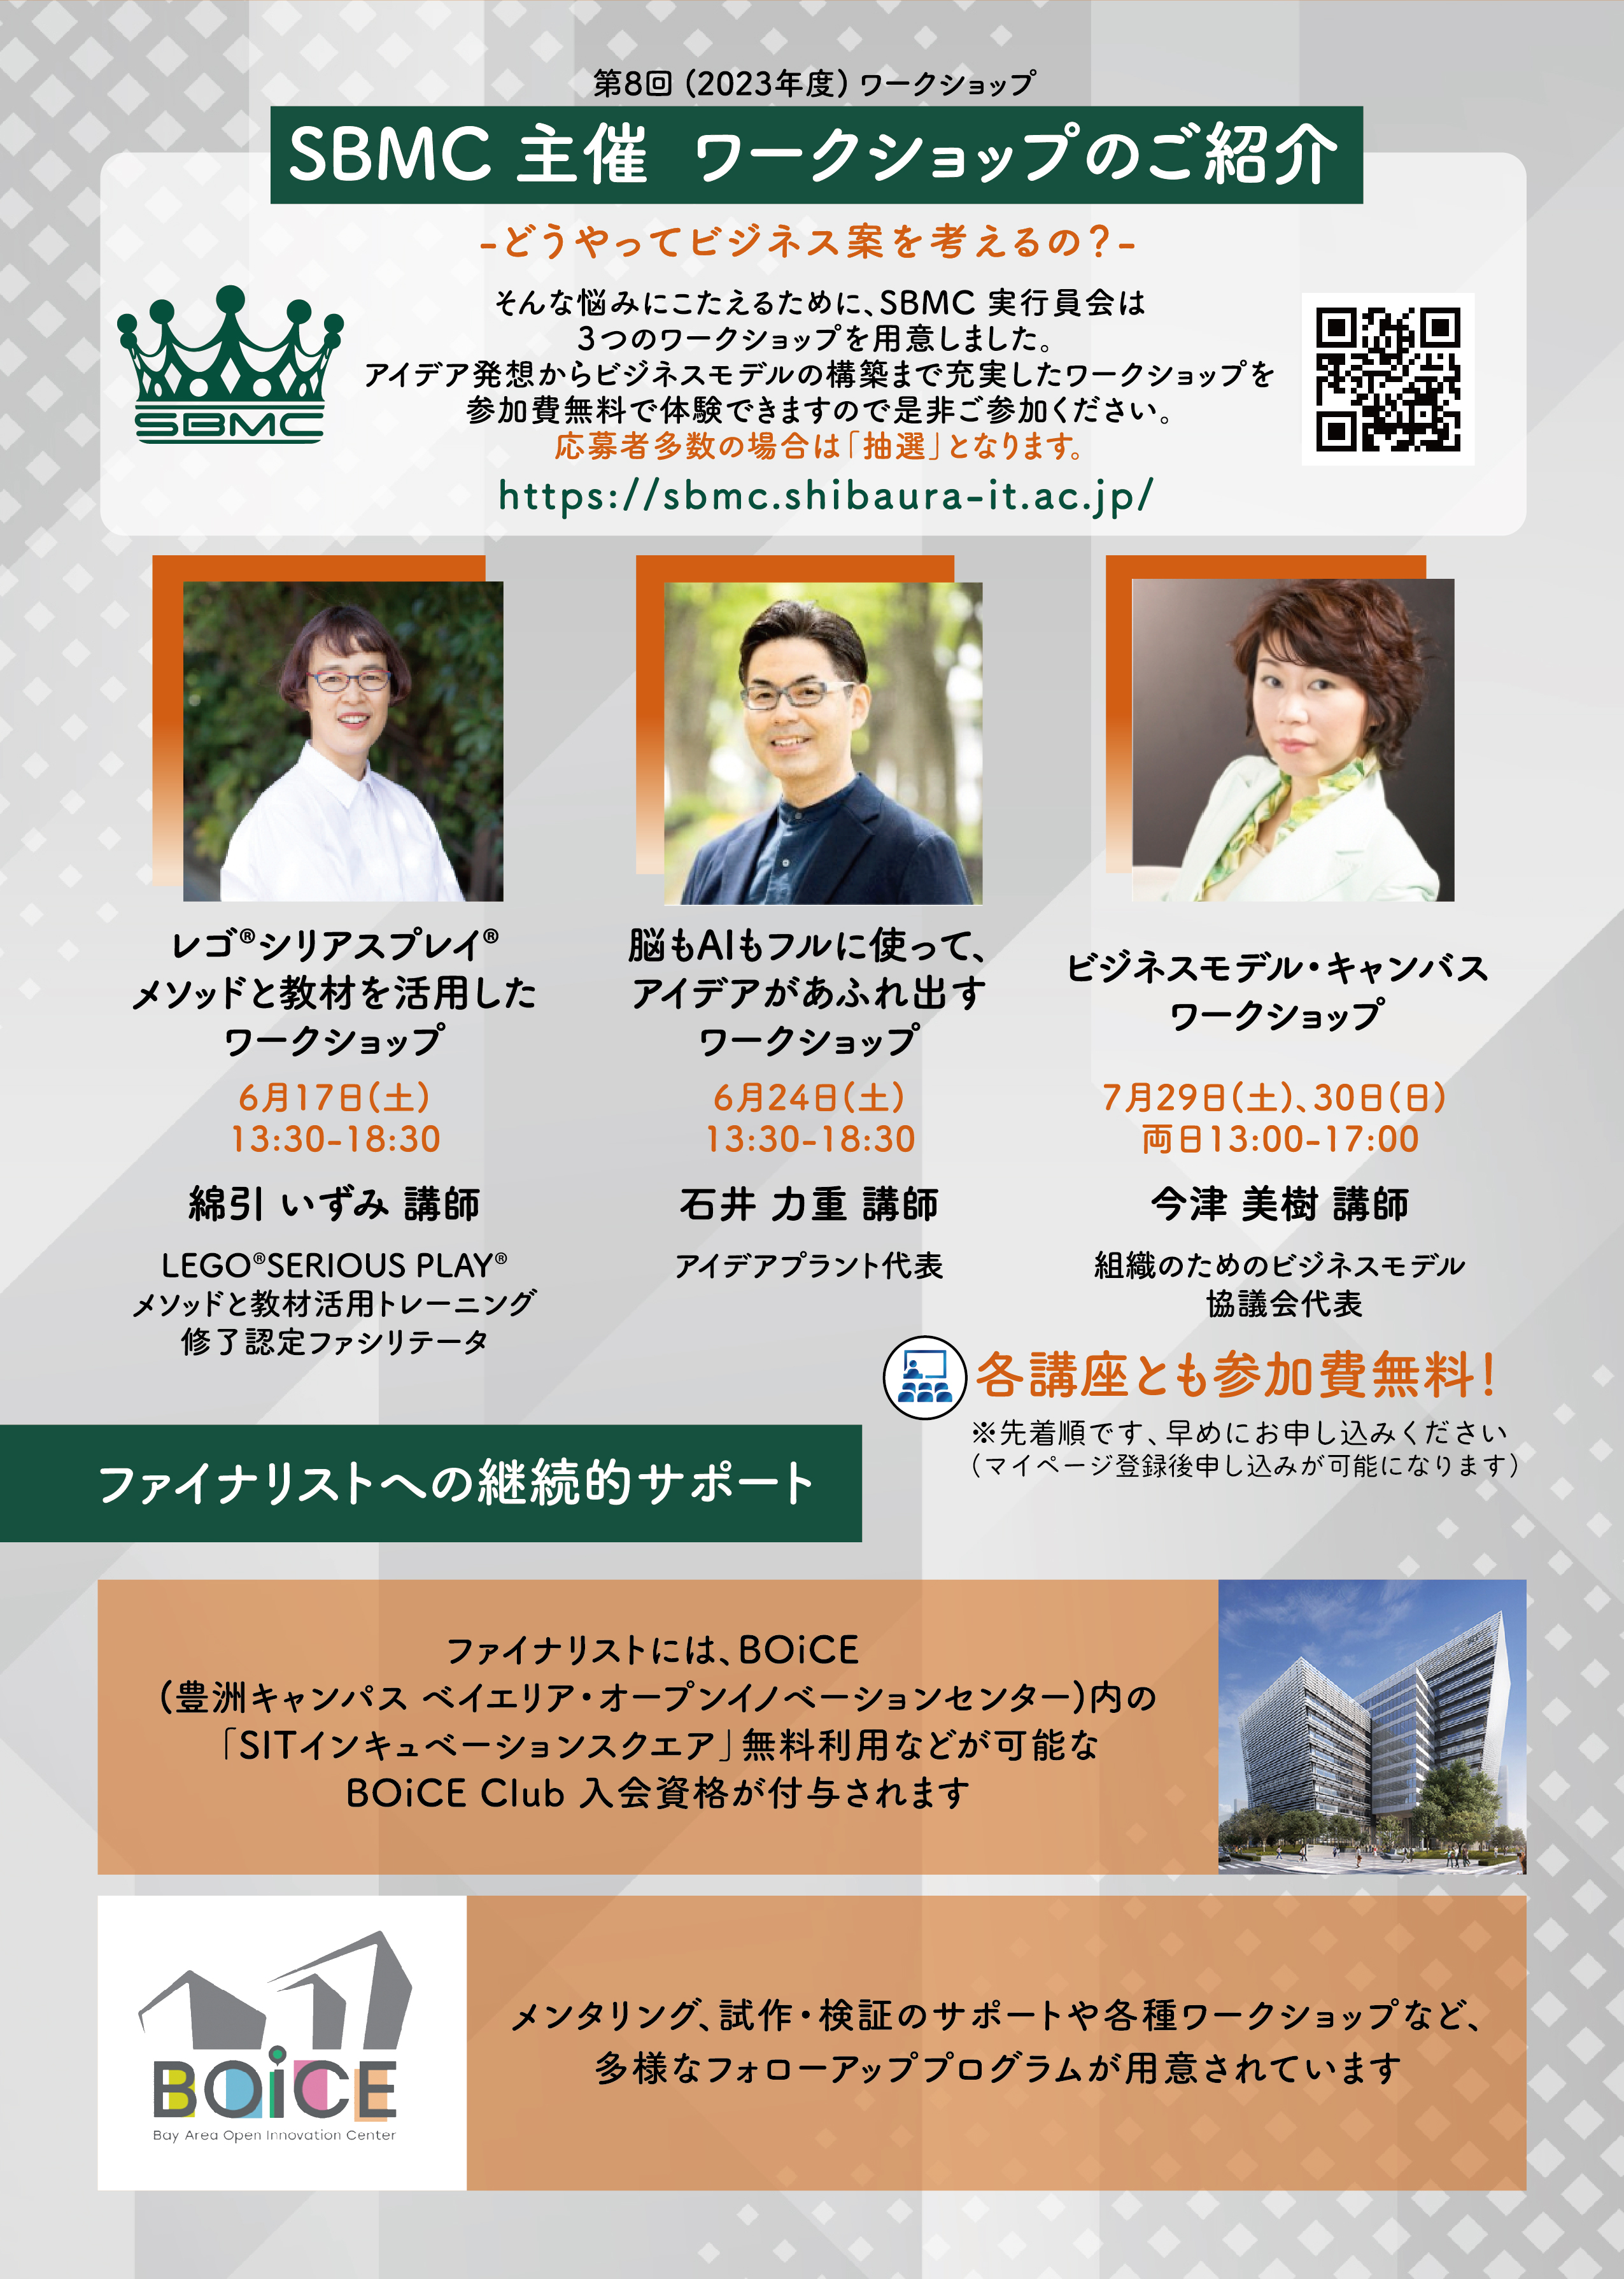 第8回（2023年度）ワークショップ
SBMC 主催　ワークショップのご紹介
-どうやってビジネス案を考えるの？-
そんな悩みにこたえるために、SBMC 実行員会は
３つのワークショップを用意しました。
アイデア発想からビジネスモデルの構築まで充実したワークショップを
参加費無料で体験できますので是非ご参加ください。
応募者多数の場合は「抽選」となります。
https://sbmc.shibaura-it.ac.jp/
SBMC
レゴ®シリアスプレイ®
メソッドと教材を活用した
ワークショップ
6月17日（土）
13:30-18:30
綿引 いずみ 講師
LEGO®SERIOUS PLAY®
メソッドと教材活用トレーニング
修了認定ファシリテータ
脳もAIもフルに使って、
アイデアがあふれ出す
ワークショップ
6月24日（土）
13:30-18:30
石井 力重 講師
アイデアプラント代表
ビジネスモデル・キャンバス
ワークショップ
7月29日（土）、30日（日）
両日13:00-17:00
今津 美樹 講師
組織のためのビジネスモデル
協議会代表
各講座とも参加費無料！
※先着順です、早めにお申し込みください
（マイページ登録後申し込みが可能になります）
ファイナリストへの継続的サポート
ファイナリストには、BOiCE
（豊洲キャンパス ベイエリア・オープンイノベーションセンター）内の
「SITインキュベーションスクエア」無料利用などが可能な
BOiCE Club 入会資格が付与されます
BOiCE
Bay Area Open Innovation Center
メンタリング、試作・検証のサポートや各種ワークショップなど、
多様なフォローアッププログラムが用意されています